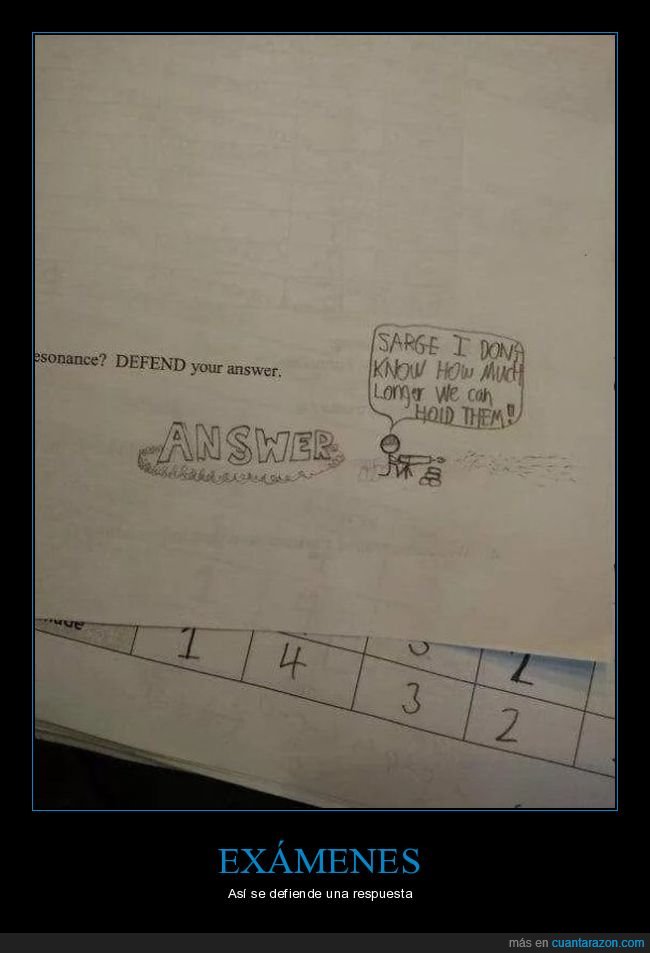 esonance? DEFEND your answer.
SARGE I DON'T
KNOW HOW MUCH
Longer We can
HOLD THEM!!
ANSWER
1 4 3 2
EXÁMENES
Así se defiende una respuesta
más en cuantarazon.com